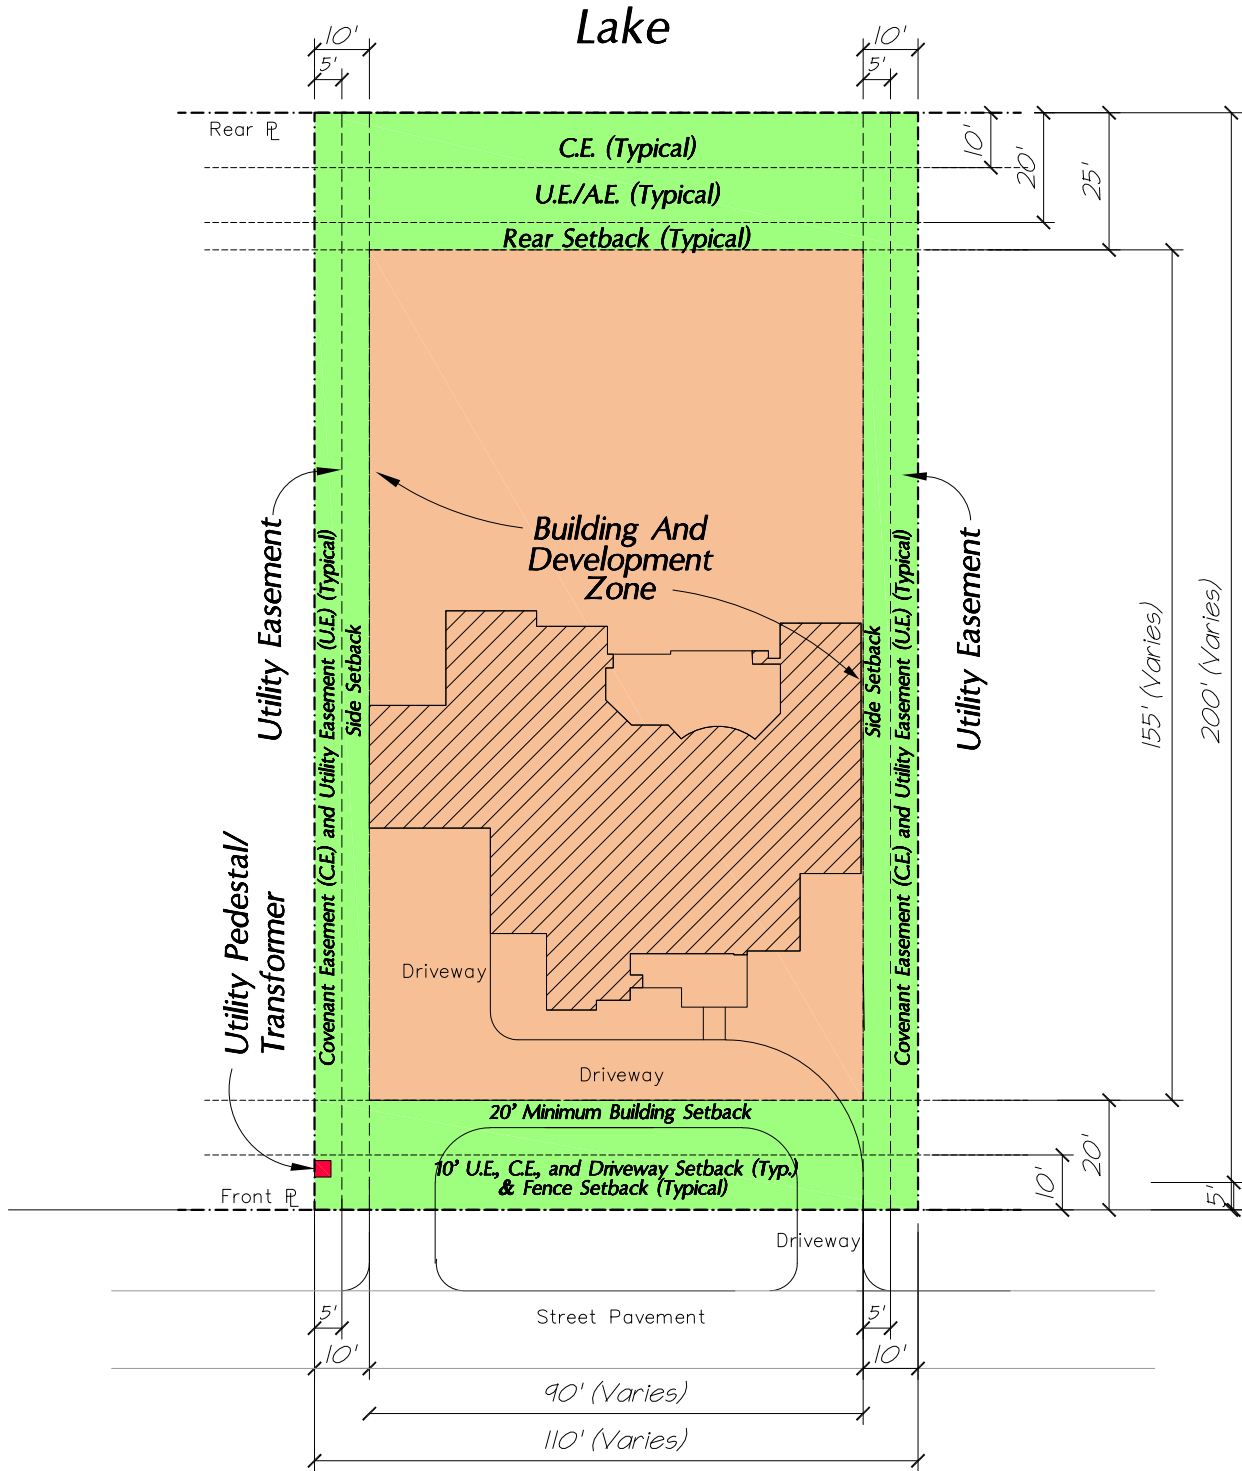 Lake
10'
10'
5'
5'
Rear PL
C.E. (Typical)
U.E./A.E. (Typical)
Rear Setback (Typical)
10'
20'
25'
Building And
Development
Zone
Utility Easement
Utility Easement
Covenant Easement (C.E.) and Utility Easement (U.E.) (Typical)
Side Setback
Side Setback
Covenant Easement (C.E.) and Utility Easement (U.E.) (Typical)
155' (Varies)
200' (Varies)
Utility Pedestal/
Transformer
Driveway
Driveway
20' Minimum Building Setback
10' U.E., C.E., and Driveway Setback (Typ.)
& Fence Setback (Typical)
Front PL
10'
20'
5'
Driveway
Street Pavement
5'
5'
10'
10'
90' (Varies)
110' (Varies)